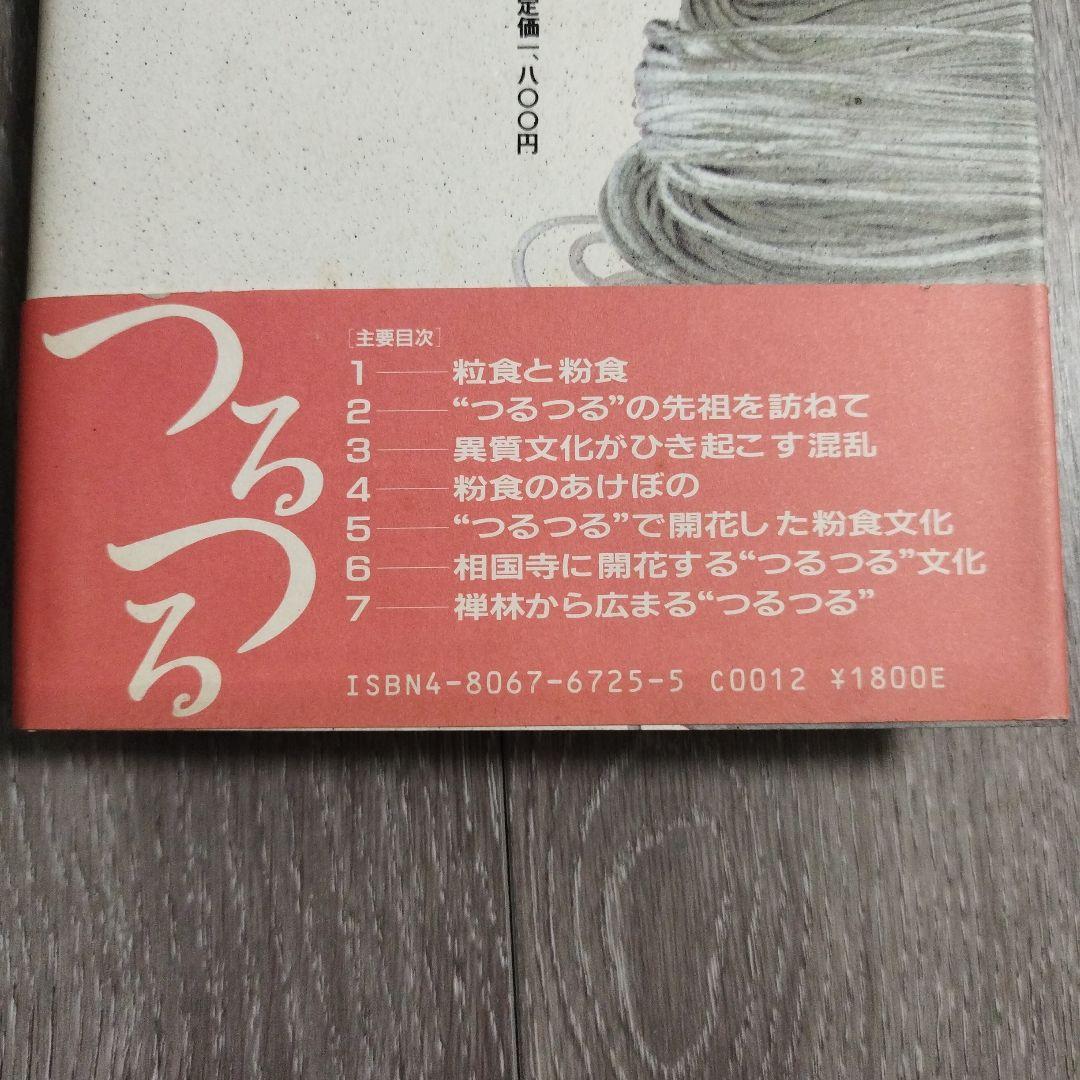 定価一、八〇〇円
つるつる
[主要目次]
1——粒食と粉食
2——“つるつる”の先祖を訪ねて
3——異質文化がひき起こす混乱
4——粉食のあけぼの
5——“つるつる”で開花した粉食文化
6——相国寺に開花する“つるつる”文化
7——禅林から広まる“つるつる”
ISBN4-8067-6725-5 C0012 ¥1800E